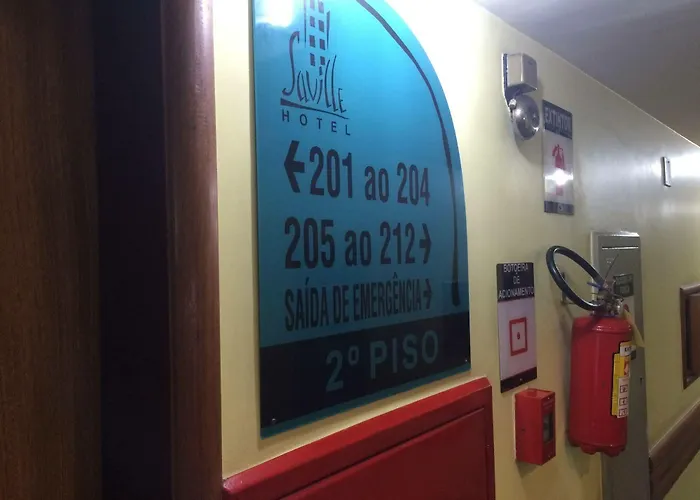 Saville
HOTEL
←201 ao 204
205 ao 212→
SAÍDA DE EMERGÊNCIA→
2º PISO
EXTINTOR
BOTOEIRA
DE
ACIONAMENTO